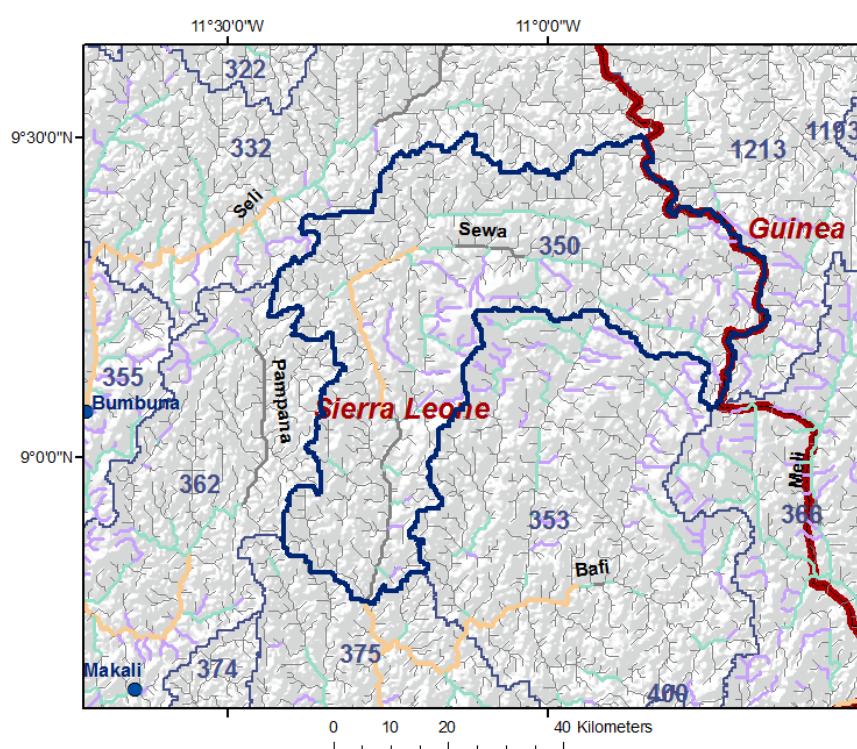 11°30'0"W 11°0'0"W
322
9°30'0"N
332
1213
1193
Seli
Sewa
350
Guinea
355
Bumbuna
Pampana
Sierra Leone
9°0'0"N
362
Meli
353
366
Bafi
375
Makali
374
400
0 10 20 40 Kilometers